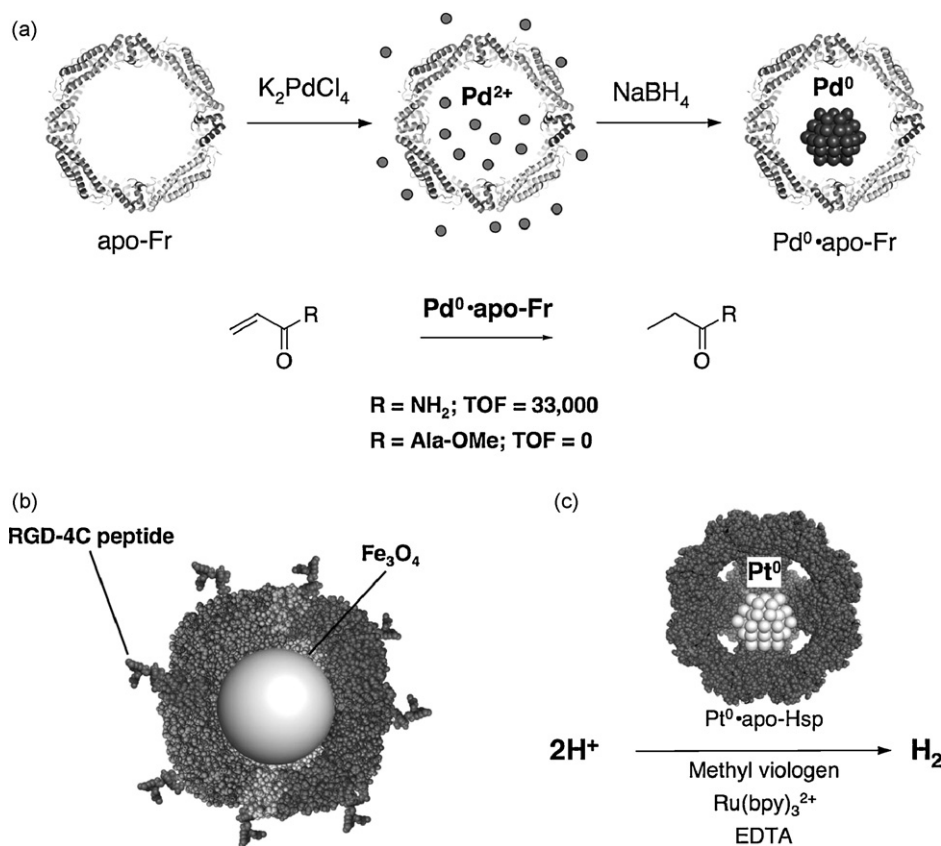 (a)
K₂PdCl₄
Pd²⁺
NaBH₄
Pd⁰
apo-Fr
Pd⁰•apo-Fr
R
O
Pd⁰•apo-Fr
R
O
R = NH₂; TOF = 33,000
R = Ala-OMe; TOF = 0
(b)
RGD-4C peptide
Fe₃O₄
(c)
Pt⁰
Pt⁰•apo-Hsp
2H⁺
H₂
Methyl viologen
Ru(bpy)₃²⁺
EDTA